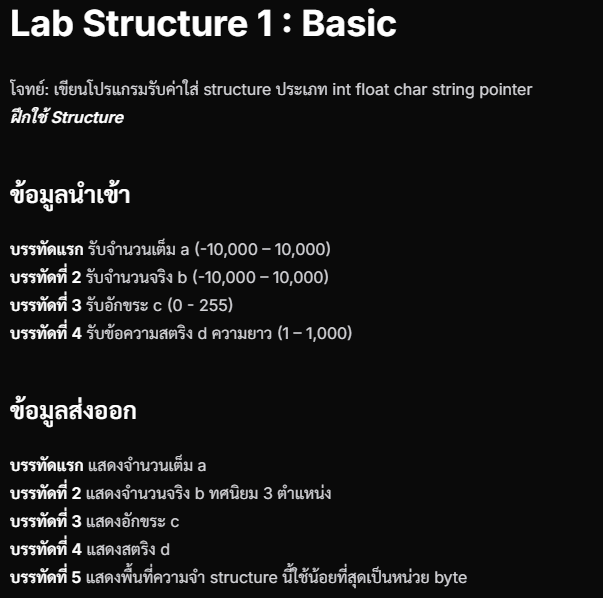 Lab Structure 1 : Basic
โจทย์: เขียนโปรแกรมรับค่าใส่ structure ประเภท int float char string pointer
ฝึกใช้ Structure
ข้อมูลนำเข้า
บรรทัดแรก รับจำนวนเต็ม a (-10,000 – 10,000)
บรรทัดที่ 2 รับจำนวนจริง b (-10,000 – 10,000)
บรรทัดที่ 3 รับอักขระ c (0 - 255)
บรรทัดที่ 4 รับข้อความสตริง d ความยาว (1 – 1,000)
ข้อมูลส่งออก
บรรทัดแรก แสดงจำนวนเต็ม a
บรรทัดที่ 2 แสดงจำนวนจริง b ทศนิยม 3 ตำแหน่ง
บรรทัดที่ 3 แสดงอักขระ c
บรรทัดที่ 4 แสดงสตริง d
บรรทัดที่ 5 แสดงพื้นที่ความจำ structure นี้ใช้น้อยที่สุดเป็นหน่วย byte